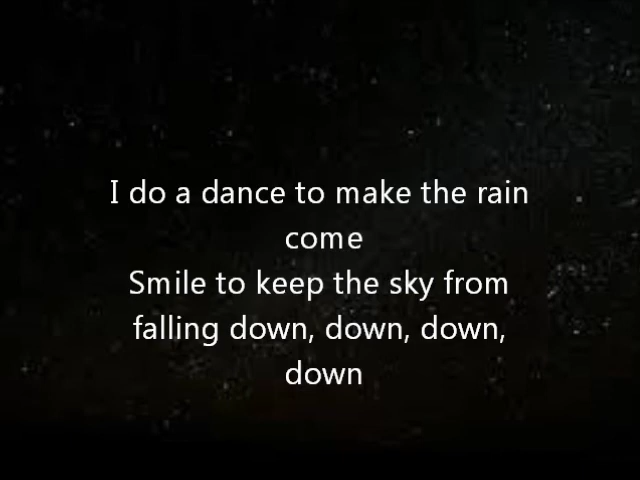 I do a dance to make the rain
come
Smile to keep the sky from
falling down, down, down,
down